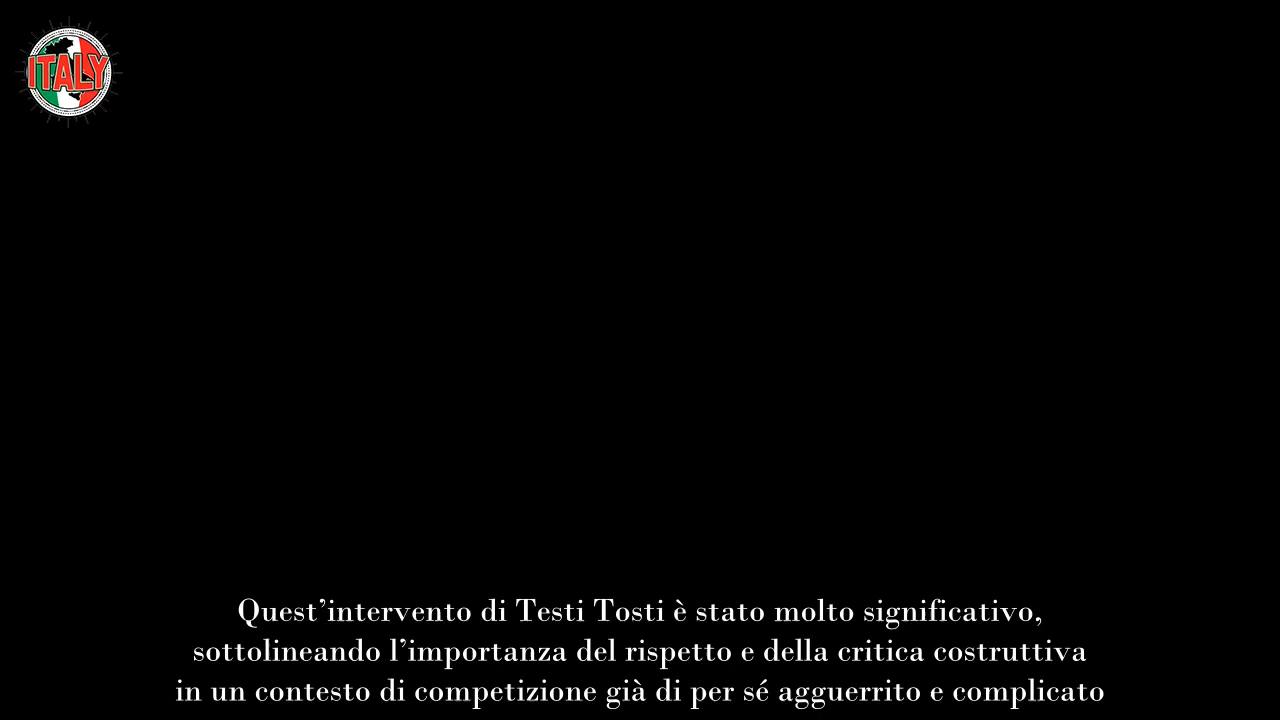 ITALY
Quest’intervento di Testi Tosti è stato molto significativo,
sottolineando l’importanza del rispetto e della critica costruttiva
in un contesto di competizione già di per sé agguerrito e complicato